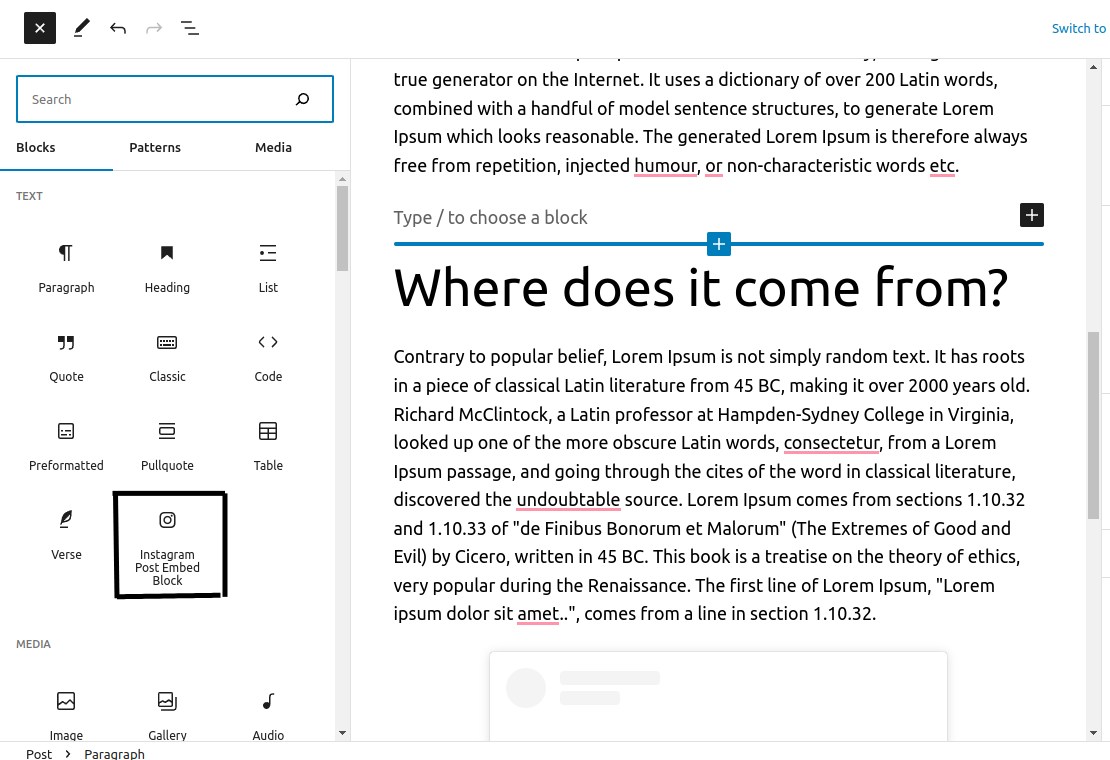 Switch to
Search
Blocks
Patterns
Media
TEXT
Paragraph
Heading
List
Quote
Classic
Code
Preformatted
Pullquote
Table
Verse
Instagram
Post Embed
Block
MEDIA
Image
Gallery
Audio
true generator on the Internet. It uses a dictionary of over 200 Latin words,
combined with a handful of model sentence structures, to generate Lorem
Ipsum which looks reasonable. The generated Lorem Ipsum is therefore always
free from repetition, injected humour, or non-characteristic words etc.
Type / to choose a block
Where does it come from?
Contrary to popular belief, Lorem Ipsum is not simply random text. It has roots
in a piece of classical Latin literature from 45 BC, making it over 2000 years old.
Richard McClintock, a Latin professor at Hampden-Sydney College in Virginia,
looked up one of the more obscure Latin words, consectetur, from a Lorem
Ipsum passage, and going through the cites of the word in classical literature,
discovered the undoubtable source. Lorem Ipsum comes from sections 1.10.32
and 1.10.33 of "de Finibus Bonorum et Malorum" (The Extremes of Good and
Evil) by Cicero, written in 45 BC. This book is a treatise on the theory of ethics,
very popular during the Renaissance. The first line of Lorem Ipsum, "Lorem
ipsum dolor sit amet..", comes from a line in section 1.10.32.
Post > Paragraph